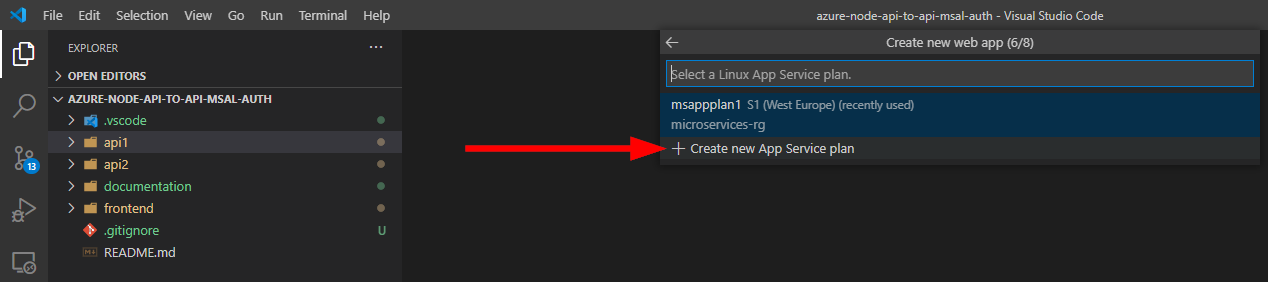 File Edit Selection View Go Run Terminal Help azure-node-api-to-api-msal-auth - Visual Studio Code
EXPLORER ···
OPEN EDITORS
AZURE-NODE-API-TO-API-MSAL-AUTH
.vscode
api1
api2
documentation
frontend
.gitignore U
README.md
13
Create new web app (6/8)
Select a Linux App Service plan.
msappplan1 S1 (West Europe) (recently used)
microservices-rg
+ Create new App Service plan